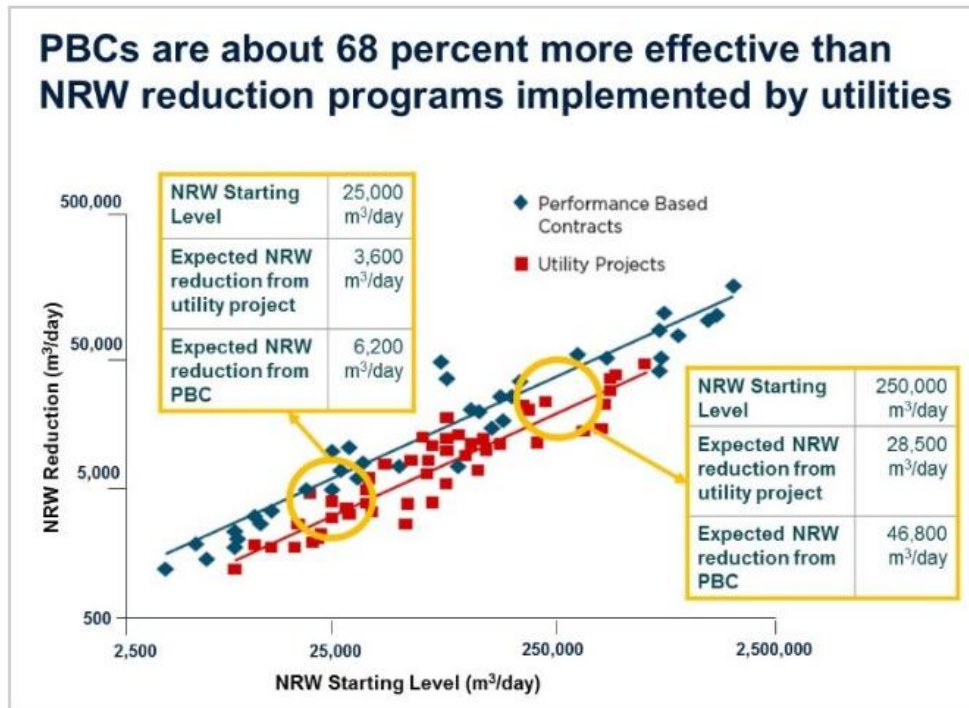 PBCs are about 68 percent more effective than
NRW reduction programs implemented by utilities
NRW Starting
Level
25,000
m³/day
Expected NRW
reduction from
utility project
3,600
m³/day
Expected NRW
reduction from
PBC
6,200
m³/day
Performance Based
Contracts
Utility Projects
NRW Starting
Level
250,000
m³/day
Expected NRW
reduction from
utility project
28,500
m³/day
Expected NRW
reduction from
PBC
46,800
m³/day
NRW Reduction (m³/day)
500,000
50,000
5,000
500
2,500
25,000
250,000
2,500,000
NRW Starting Level (m³/day)